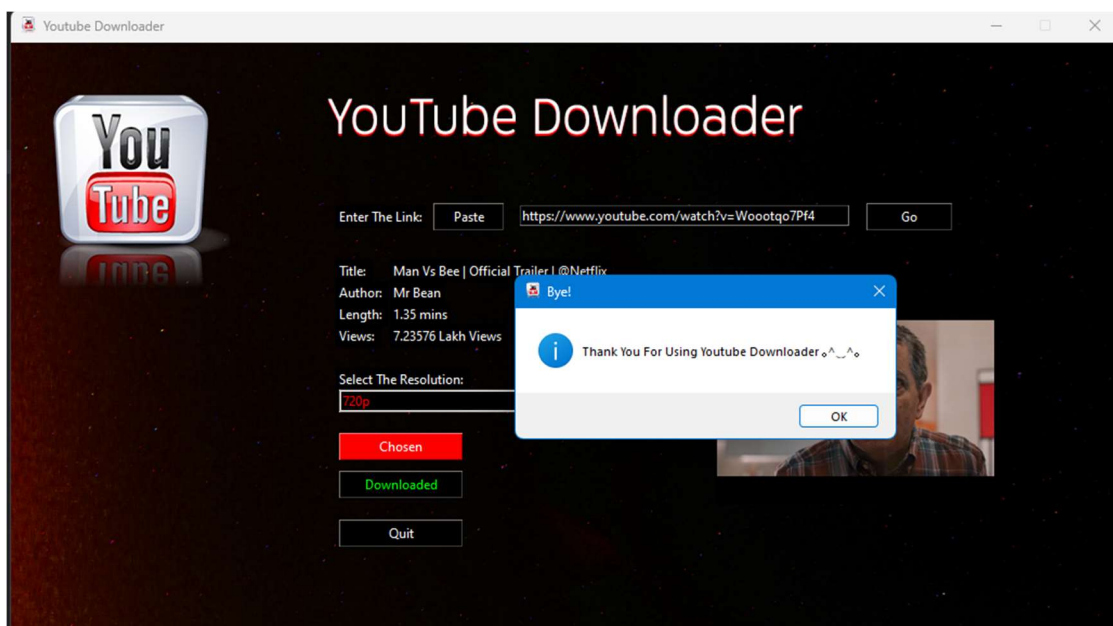 Youtube Downloader
You
Tube
YouTube Downloader
Enter The Link: Paste https://www.youtube.com/watch?v=Woootqo7Pf4 Go
Title: Man Vs Bee | Official Trailer | @Netflix
Author: Mr Bean
Length: 1.35 mins
Views: 7.23576 Lakh Views
Bye!
Thank You For Using Youtube Downloader｡^‿^｡
OK
Select The Resolution:
720p
Chosen
Downloaded
Quit